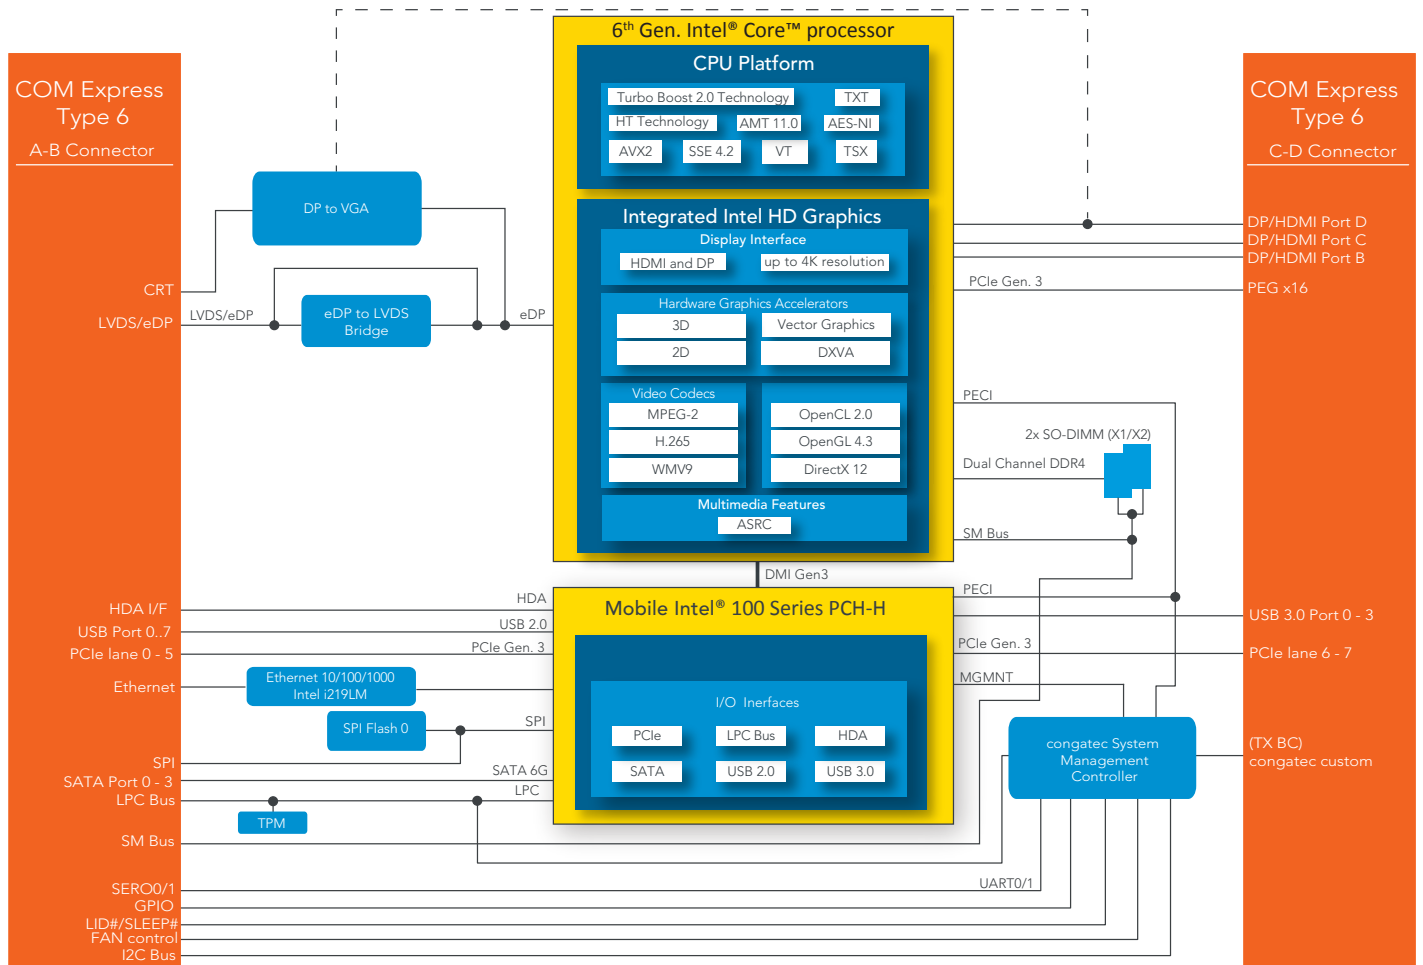 COM Express
Type 6
A-B Connector
CRT
LVDS/eDP
HDA I/F
USB Port 0..7
PCIe lane 0 - 5
Ethernet
SPI
SATA Port 0 - 3
LPC Bus
SM Bus
SERO0/1
GPIO
LID#/SLEEP#
FAN control
I2C Bus
DP to VGA
LVDS/eDP
eDP to LVDS
Bridge
eDP
HDA
USB 2.0
PCIe Gen. 3
Ethernet 10/100/1000
Intel i219LM
SPI Flash 0
SPI
SATA 6G
LPC
TPM
6th Gen. Intel® Core™ processor
CPU Platform
Turbo Boost 2.0 Technology
TXT
HT Technology
AMT 11.0
AES-NI
AVX2
SSE 4.2
VT
TSX
Integrated Intel HD Graphics
Display Interface
HDMI and DP
up to 4K resolution
Hardware Graphics Accelerators
3D
Vector Graphics
2D
DXVA
Video Codecs
MPEG-2
H.265
WMV9
OpenCL 2.0
OpenGL 4.3
DirectX 12
Multimedia Features
ASRC
DMI Gen3
Mobile Intel® 100 Series PCH-H
I/O Inerfaces
PCIe
LPC Bus
HDA
SATA
USB 2.0
USB 3.0
PCIe Gen. 3
PECI
2x SO-DIMM (X1/X2)
Dual Channel DDR4
SM Bus
PECI
PCIe Gen. 3
MGMNT
congatec System
Management
Controller
UART0/1
COM Express
Type 6
C-D Connector
DP/HDMI Port D
DP/HDMI Port C
DP/HDMI Port B
PEG x16
USB 3.0 Port 0 - 3
PCIe lane 6 - 7
(TX BC)
congatec custom